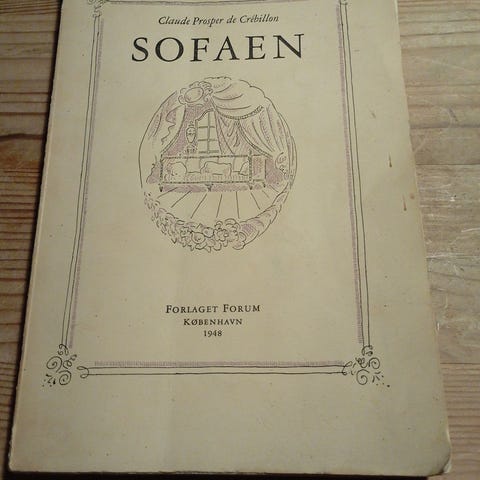 Claude Prosper de Crébillon
SOFAEN
FORLAGET FORUM
KØBENHAVN
1948